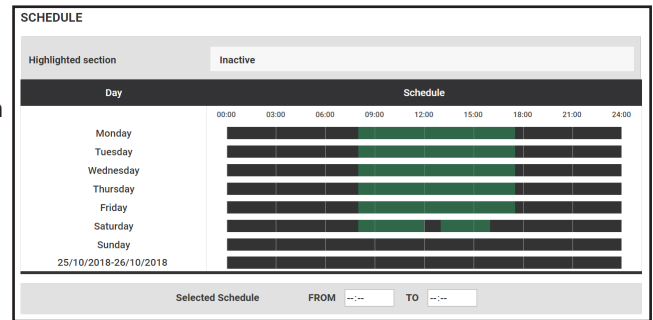 SCHEDULE
Highlighted section Inactive
Day Schedule
00:00 03:00 06:00 09:00 12:00 15:00 18:00 21:00 24:00
Monday
Tuesday
Wednesday
Thursday
Friday
Saturday
Sunday
25/10/2018-26/10/2018
Selected Schedule FROM --:-- TO --:--